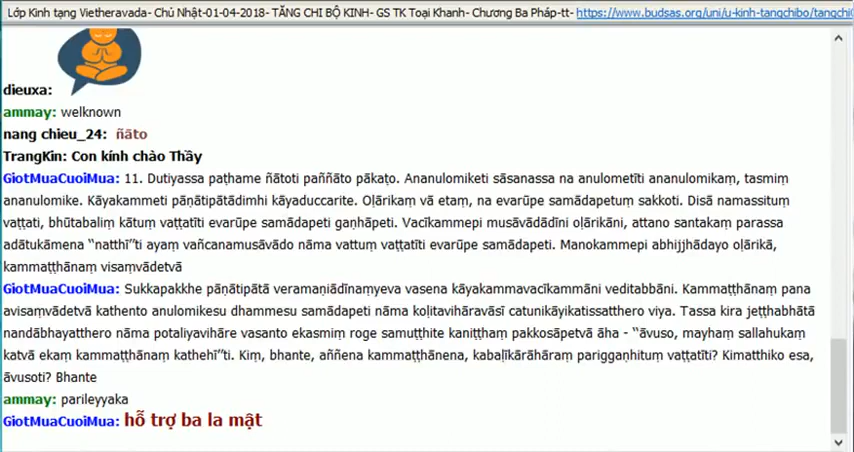 Lớp Kinh tạng Vietheravada- Chủ Nhật-01-04-2018- TĂNG CHI BỘ KINH- GS TK Toại Khanh- Chương Ba Pháp-tt- https://www.budsas.org/uni/u-kinh-tangchibo/tangchi0
dieuxa:
ammay: welknown
nang chieu_24: ñāto
TrangKin: Con kính chào Thầy
GiotMuaCuoiMua: 11. Dutiyassa paṭhame ñātoti paññāto pākaṭo. Ananulomiketi sāsanassa na anulometīti ananulomikaṃ, tasmiṃ
ananulomike. Kāyakammeti pāṇātipātādimhi kāyaduccarite. Oḷārikaṃ vā etaṃ, na evarūpe samādapetuṃ sakkoti. Disā namassituṃ
vaṭṭati, bhūtabaliṃ kātuṃ vaṭṭatīti evarūpe samādapeti gaṇhāpeti. Vacīkammepi musāvādādīni oḷārikāni, attano santakaṃ parassa
adātukāmena “natthī”ti ayaṃ vañcanamusāvādo nāma vattuṃ vaṭṭatīti evarūpe samādapeti. Manokammepi abhijjhādayo oḷārikā,
kammaṭṭhānaṃ visaṃvādetvā
GiotMuaCuoiMua: Sukkapakkhe pāṇātipātā veramaṇiādīnaṃyeva vasena kāyakammavacīkammāni veditabbāni. Kammaṭṭhānaṃ pana
avisaṃvādetvā kathento anulomikesu dhammesu samādapeti nāma koḷitavihāravāsī catunikāyikatissatthero viya. Tassa kira jeṭṭhabhātā
nandābhayatthero nāma potaliyavihāre vasanto ekasmiṃ roge samuṭṭhite kaniṭṭhaṃ pakkosāpetvā āha - “āvuso, mayhaṃ sallahukaṃ
katvā ekaṃ kammaṭṭhānaṃ kathehī”ti. Kiṃ, bhante, aññena kammaṭṭhānena, kabaḷīkārāhāraṃ pariggaṇhituṃ vaṭṭatīti? Kimatthiko esa,
āvusoti? Bhante
ammay: parileyyaka
GiotMuaCuoiMua: hỗ trợ ba la mật